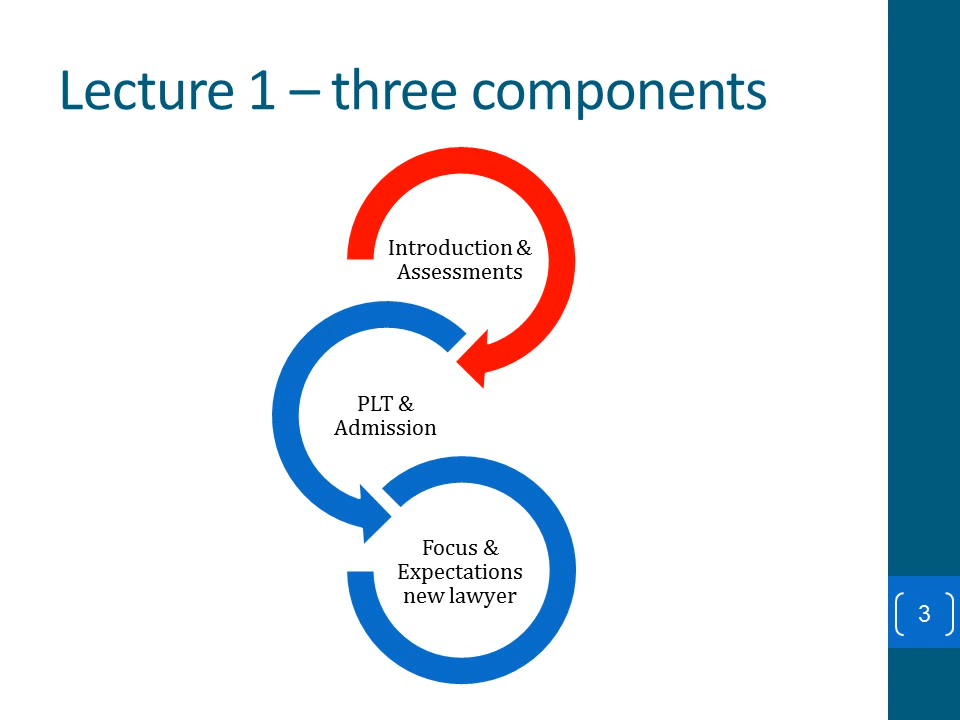 Lecture 1 – three components
Introduction &
Assessments
PLT &
Admission
Focus &
Expectations
new lawyer
3